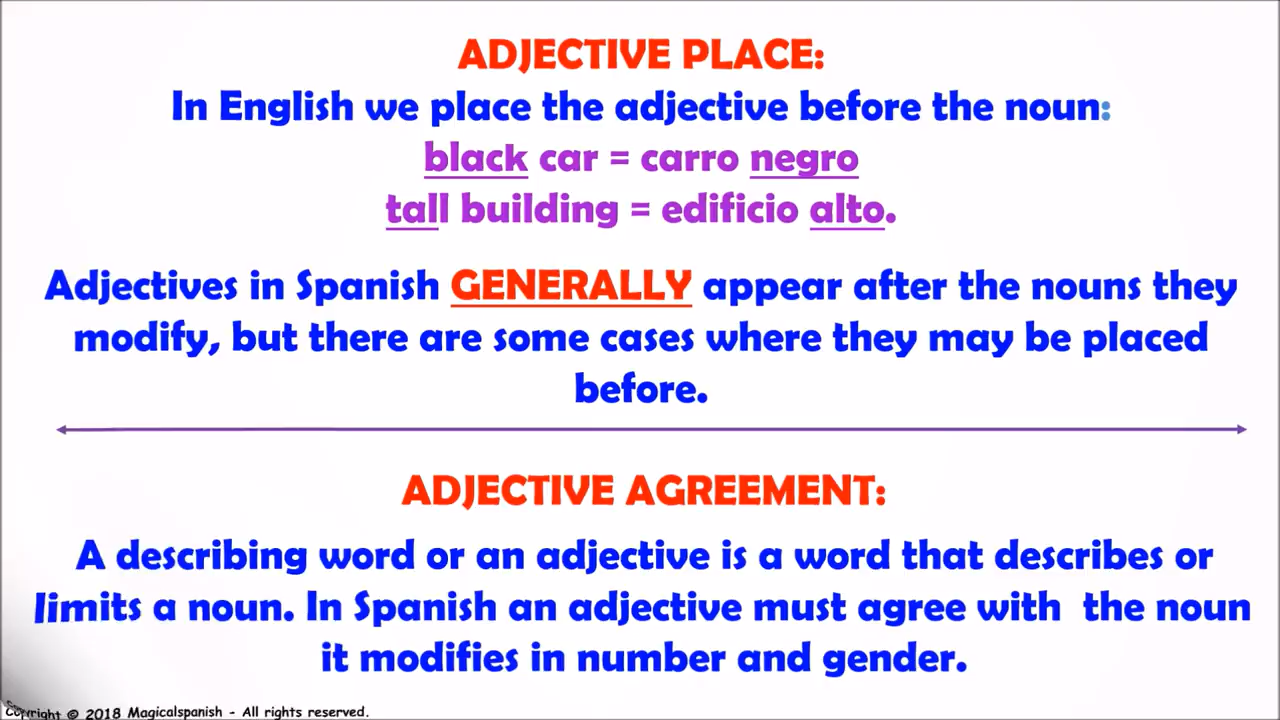 ADJECTIVE PLACE:
In English we place the adjective before the noun:
black car = carro negro
tall building = edificio alto.
Adjectives in Spanish GENERALLY appear after the nouns they
modify, but there are some cases where they may be placed
before.
ADJECTIVE AGREEMENT:
A describing word or an adjective is a word that describes or
limits a noun. In Spanish an adjective must agree with the noun
it modifies in number and gender.
Copyright © 2018 Magicalspanish - All rights reserved.